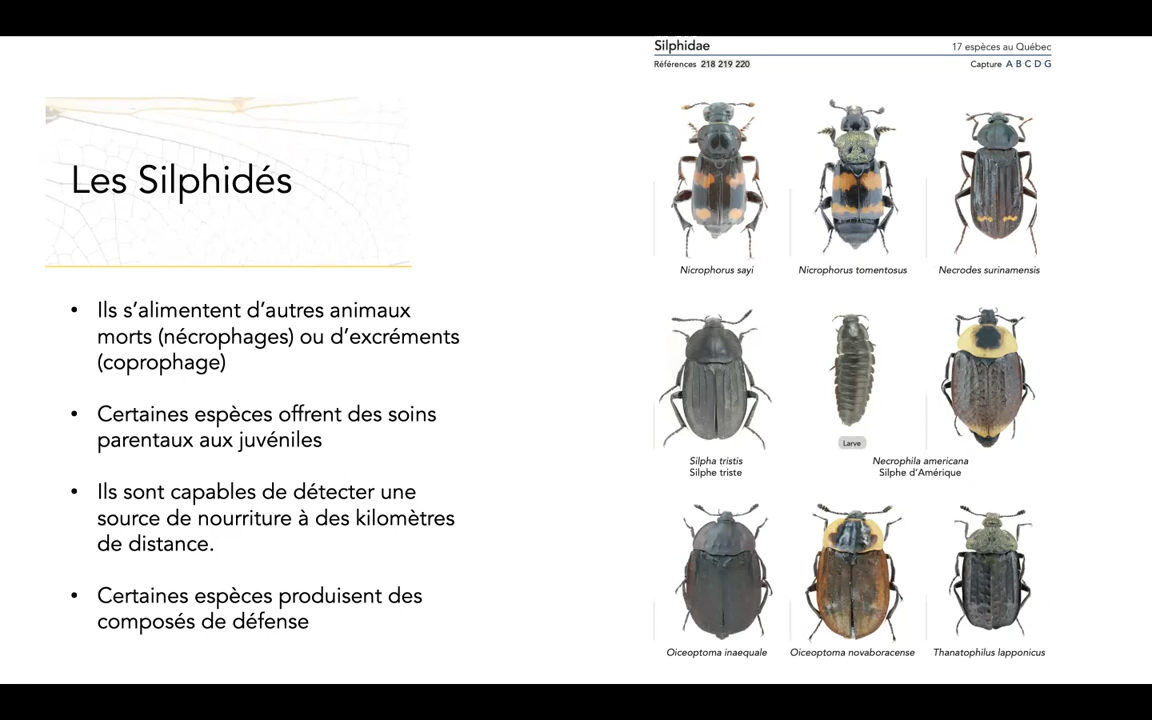 Les Silphidés
• Ils s’alimentent d’autres animaux
morts (nécrophages) ou d’excréments
(coprophage)
• Certaines espèces offrent des soins
parentaux aux juvéniles
• Ils sont capables de détecter une
source de nourriture à des kilomètres
de distance.
• Certaines espèces produisent des
composés de défense
Silphidae 17 espèces au Québec
Références 218 219 220 Capture A B C D G
Nicrophorus sayi Nicrophorus tomentosus Necrodes surinamensis
Larve
Silpha tristis Necrophila americana
Silphe triste Silphe d’Amérique
Oiceoptoma inaequale Oiceoptoma novaboracense Thanatophilus lapponicus